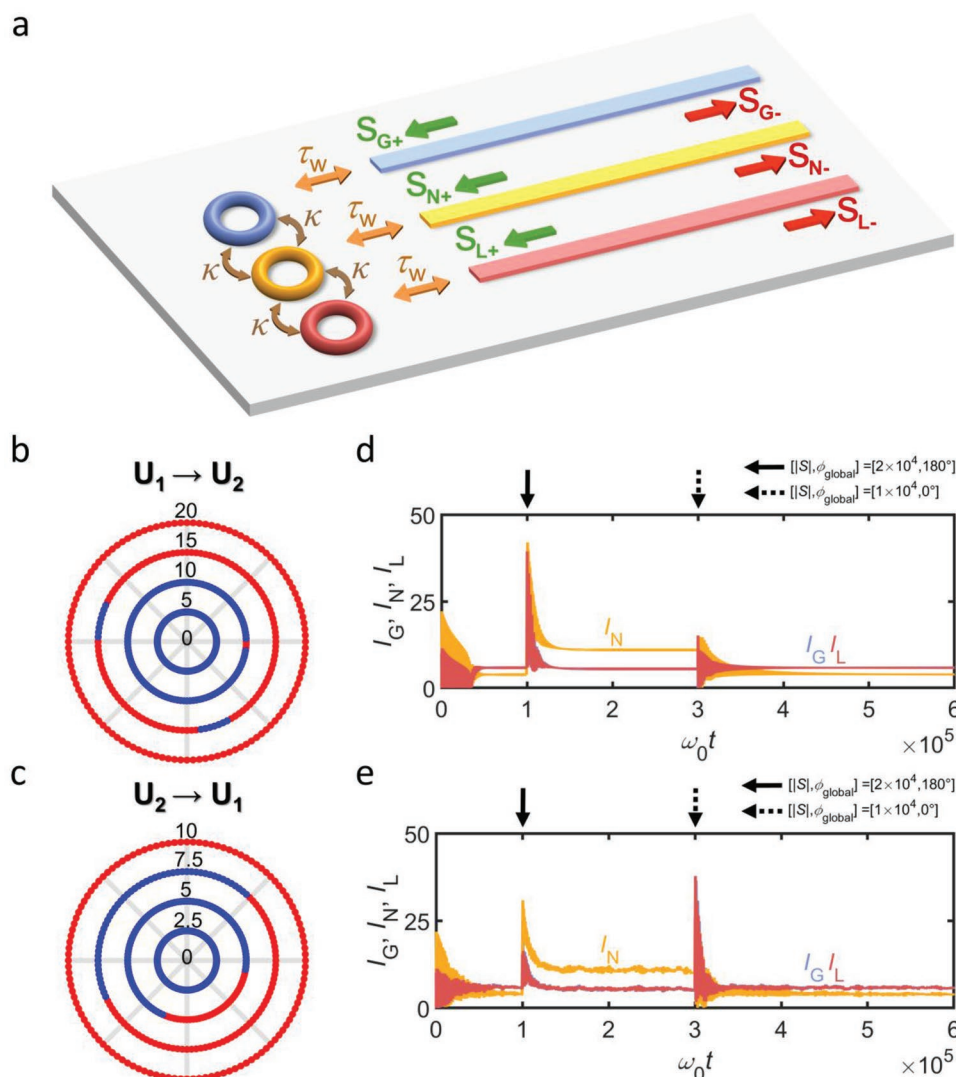 a
S_G+
S_G-
τ_W
S_N+
S_N-
κ
τ_W
S_L+
S_L-
κ
κ
τ_W
κ
b
U₁ → U₂
20
15
10
5
0
c
U₂ → U₁
10
7.5
5
2.5
0
d
[|S|,ϕ_global] =[2×10⁴,180°]
[|S|,ϕ_global] =[1×10⁴,0°]
50
25
0
I_G, I_N, I_L
I_N
I_G I_L
0 1 2 3 4 5 6
ω₀t
×10⁵
e
[|S|,ϕ_global] =[2×10⁴,180°]
[|S|,ϕ_global] =[1×10⁴,0°]
50
25
0
I_G, I_N, I_L
I_N
I_G I_L
0 1 2 3 4 5 6
ω₀t
×10⁵